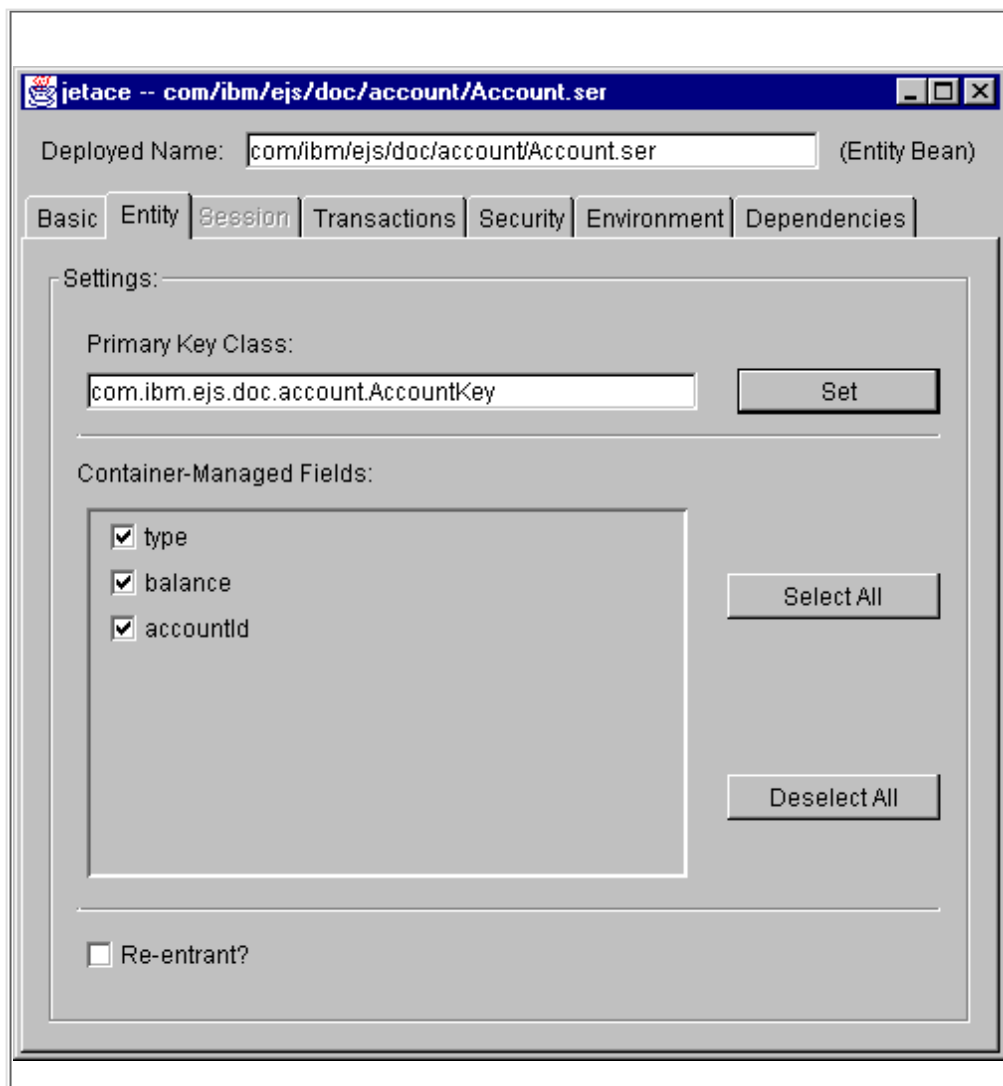 jetace -- com/ibm/ejs/doc/account/Account.ser
Deployed Name: com/ibm/ejs/doc/account/Account.ser (Entity Bean)
Basic Entity Session Transactions Security Environment Dependencies
Settings:
Primary Key Class:
com.ibm.ejs.doc.account.AccountKey Set
Container-Managed Fields:
type
balance
Select All
accountId
Deselect All
Re-entrant?